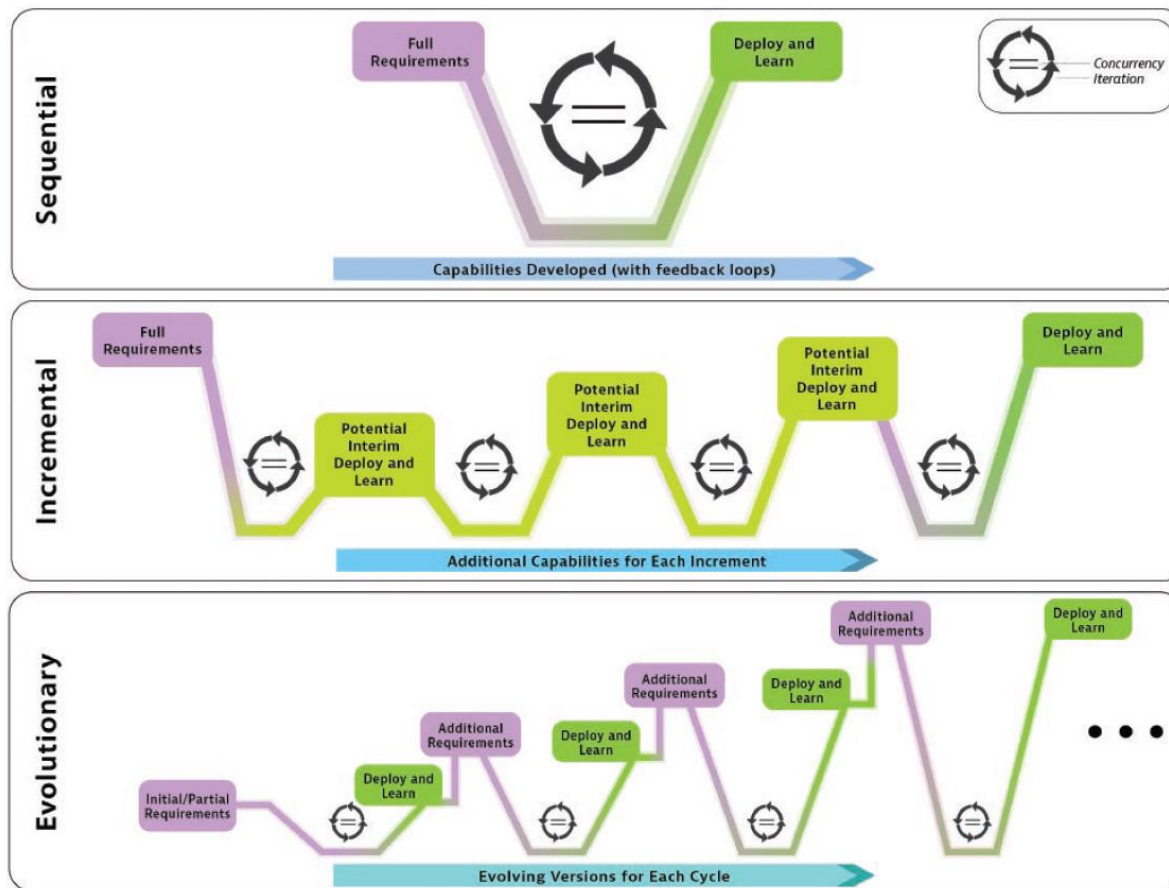 Sequential
Full
Requirements
Deploy and
Learn
Concurrency
Iteration
Capabilities Developed (with feedback loops)
Incremental
Full
Requirements
Potential
Interim
Deploy and
Learn
Potential
Interim
Deploy and
Learn
Potential
Interim
Deploy and
Learn
Deploy and
Learn
Additional Capabilities for Each Increment
Evolutionary
Initial/Partial
Requirements
Deploy and
Learn
Additional
Requirements
Deploy and
Learn
Additional
Requirements
Deploy and
Learn
Additional
Requirements
Deploy and
Learn
Evolving Versions for Each Cycle